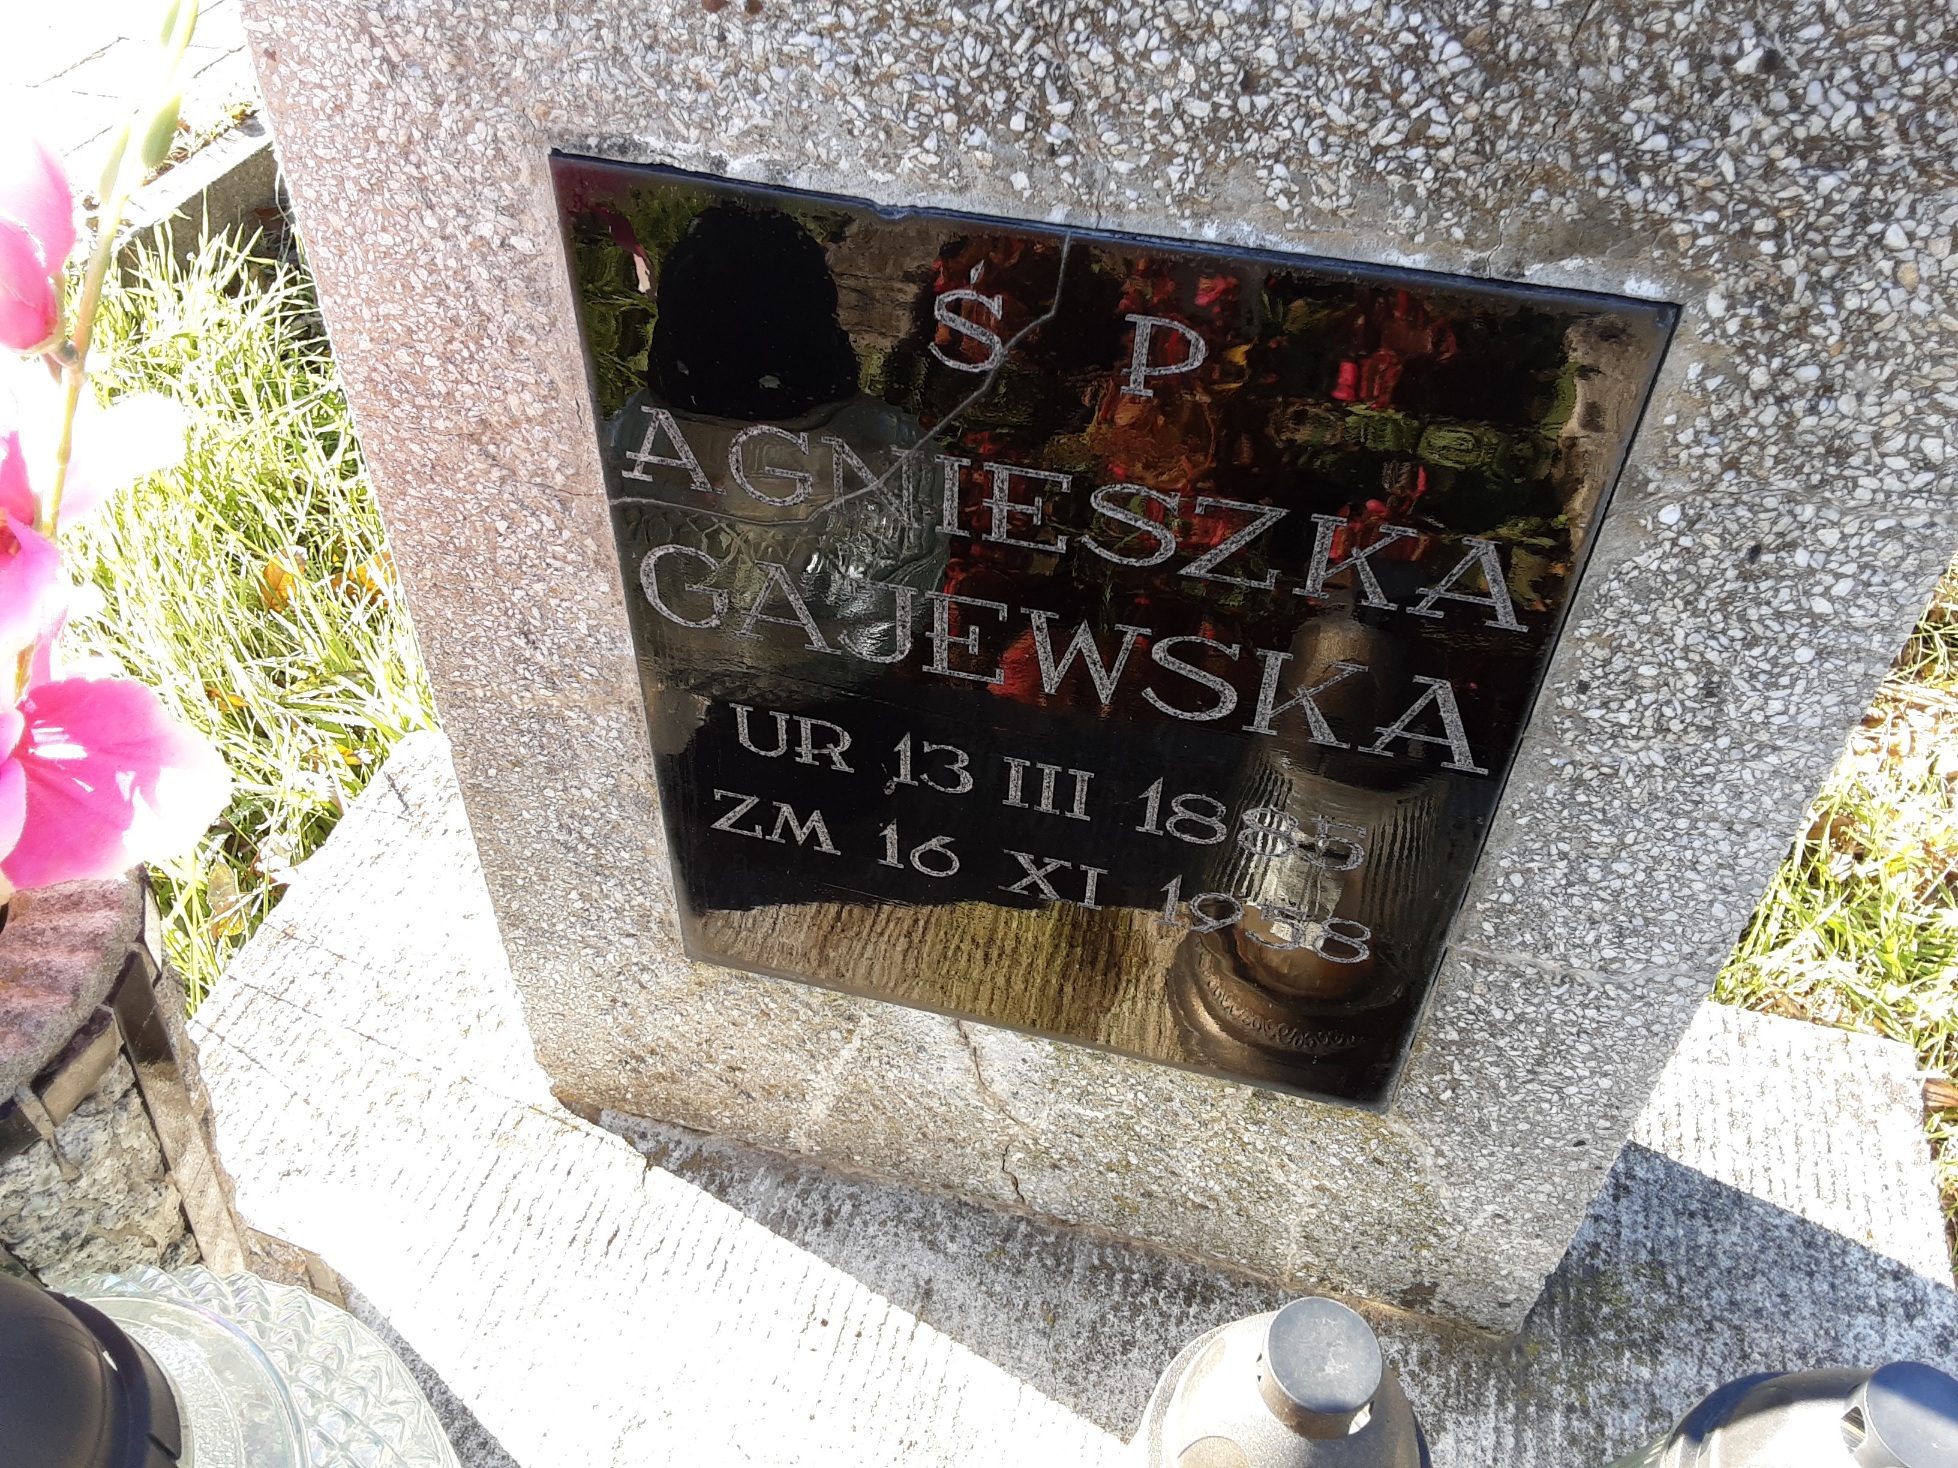 Ś P
AGNIESZKA
GAJEWSKA
UR 13 III 1885
ZM 16 XI 1958